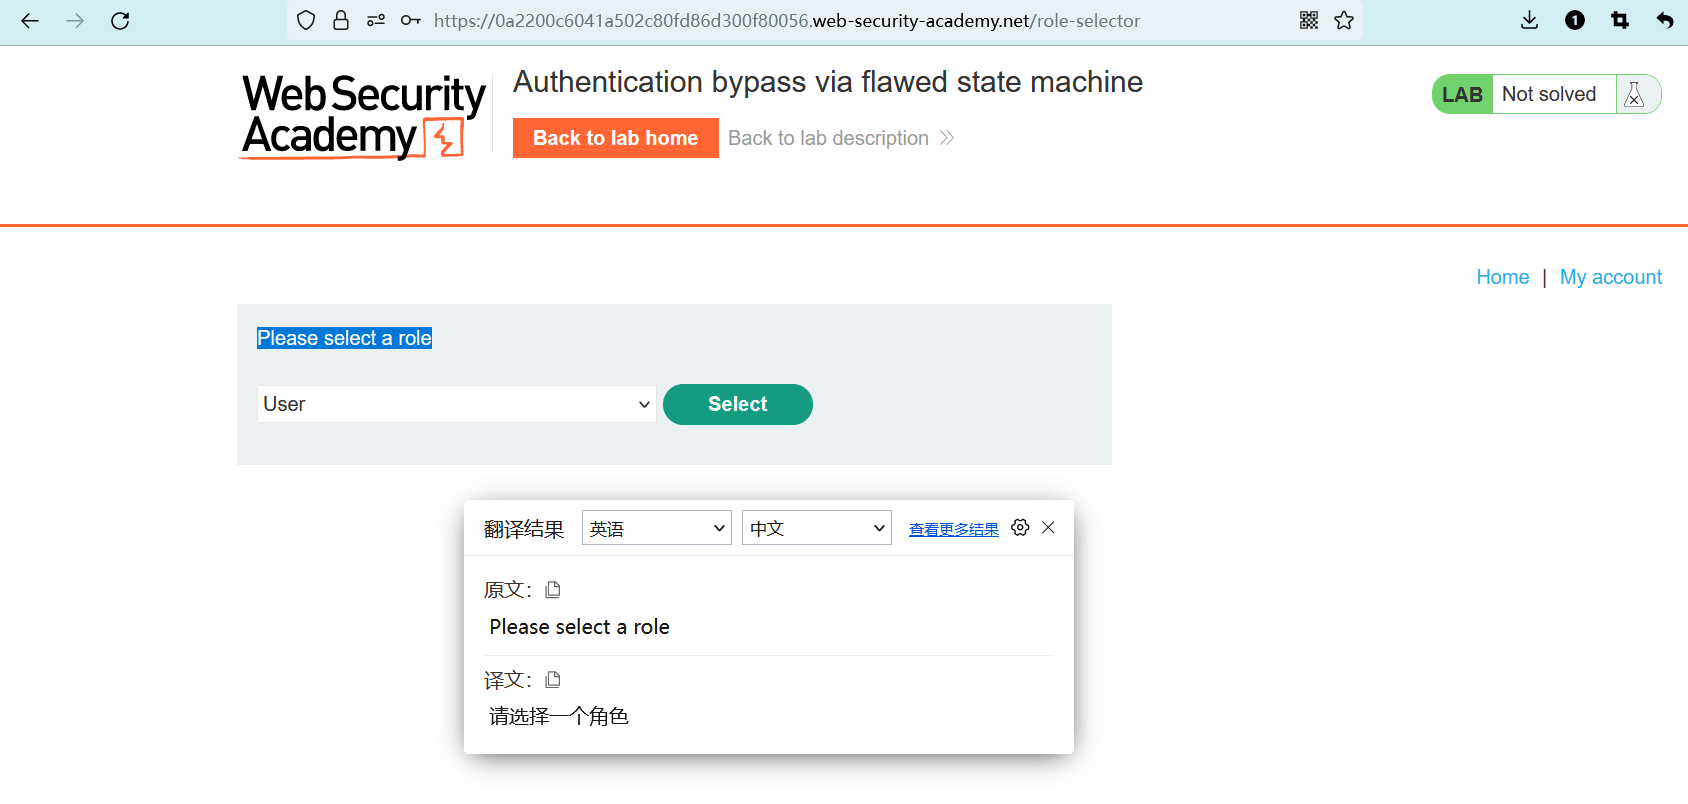 https://0a2200c6041a502c80fd86d300f80056.web-security-academy.net/role-selector
1
Web Security
Academy
Authentication bypass via flawed state machine
Back to lab home
Back to lab description
LAB
Not solved
Home | My account
Please select a role
User
Select
翻译结果
英语
中文
查看更多结果
原文：
Please select a role
译文：
请选择一个角色